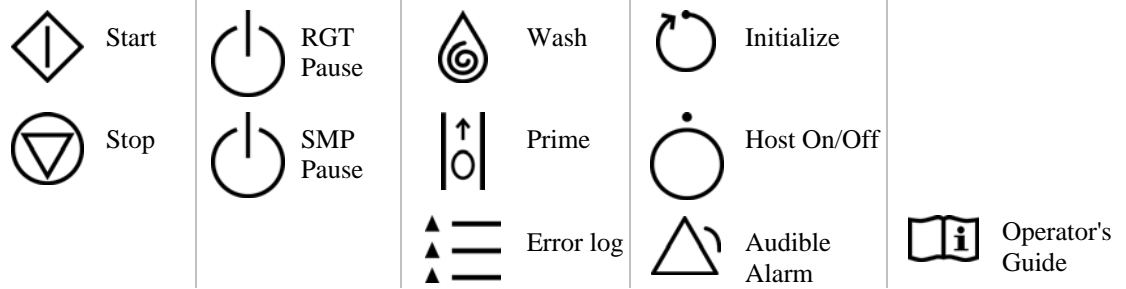 Start
RGT
Pause
Wash
Initialize
Stop
SMP
Pause
Prime
Host On/Off
Error log
Audible
Alarm
i
Operator's
Guide